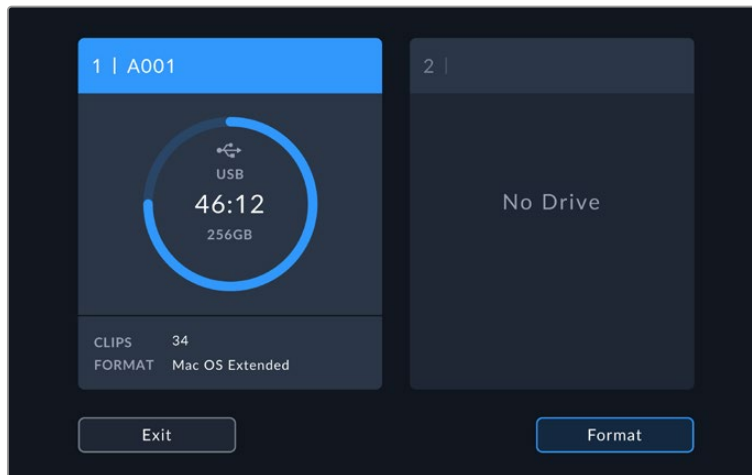 1 | A001
USB
46:12
256GB
CLIPS 34
FORMAT Mac OS Extended
2 |
No Drive
Exit
Format